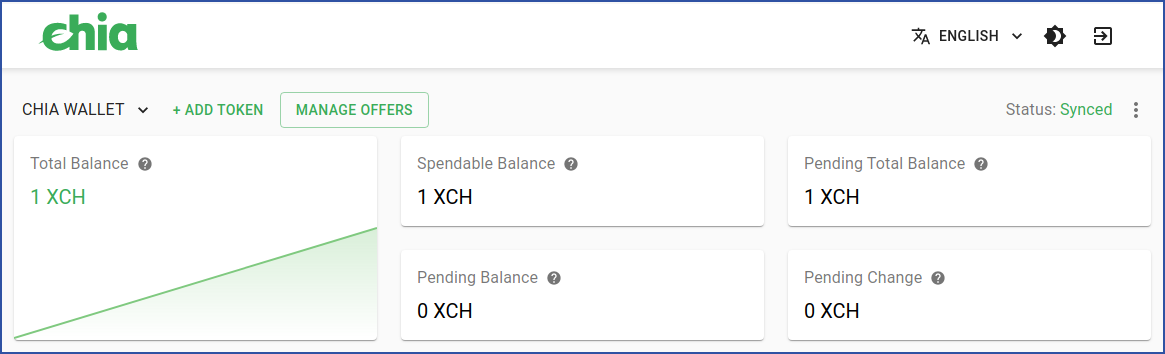 chia
ENGLISH
CHIA WALLET
+ ADD TOKEN
MANAGE OFFERS
Status: Synced
Total Balance
1 XCH
Spendable Balance
1 XCH
Pending Total Balance
1 XCH
Pending Balance
0 XCH
Pending Change
0 XCH